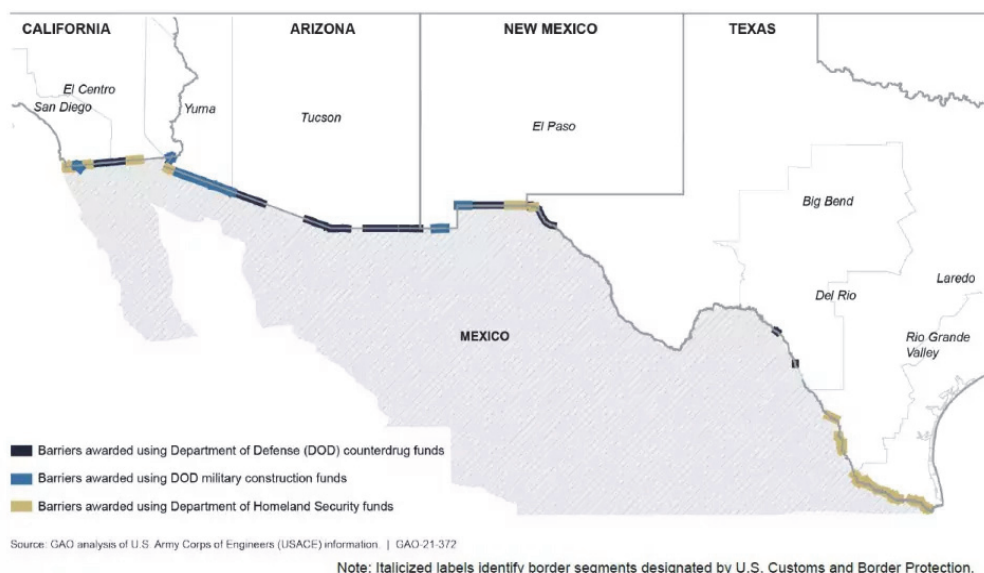 CALIFORNIA
ARIZONA
NEW MEXICO
TEXAS
El Centro
San Diego
Yuma
Tucson
El Paso
Big Bend
Del Rio
Laredo
Rio Grande
Valley
MEXICO
Barriers awarded using Department of Defense (DOD) counterdrug funds
Barriers awarded using DOD military construction funds
Barriers awarded using Department of Homeland Security funds
Source: GAO analysis of U.S. Army Corps of Engineers (USACE) information. | GAO-21-372
Note: Italicized labels identify border segments designated by U.S. Customs and Border Protection.